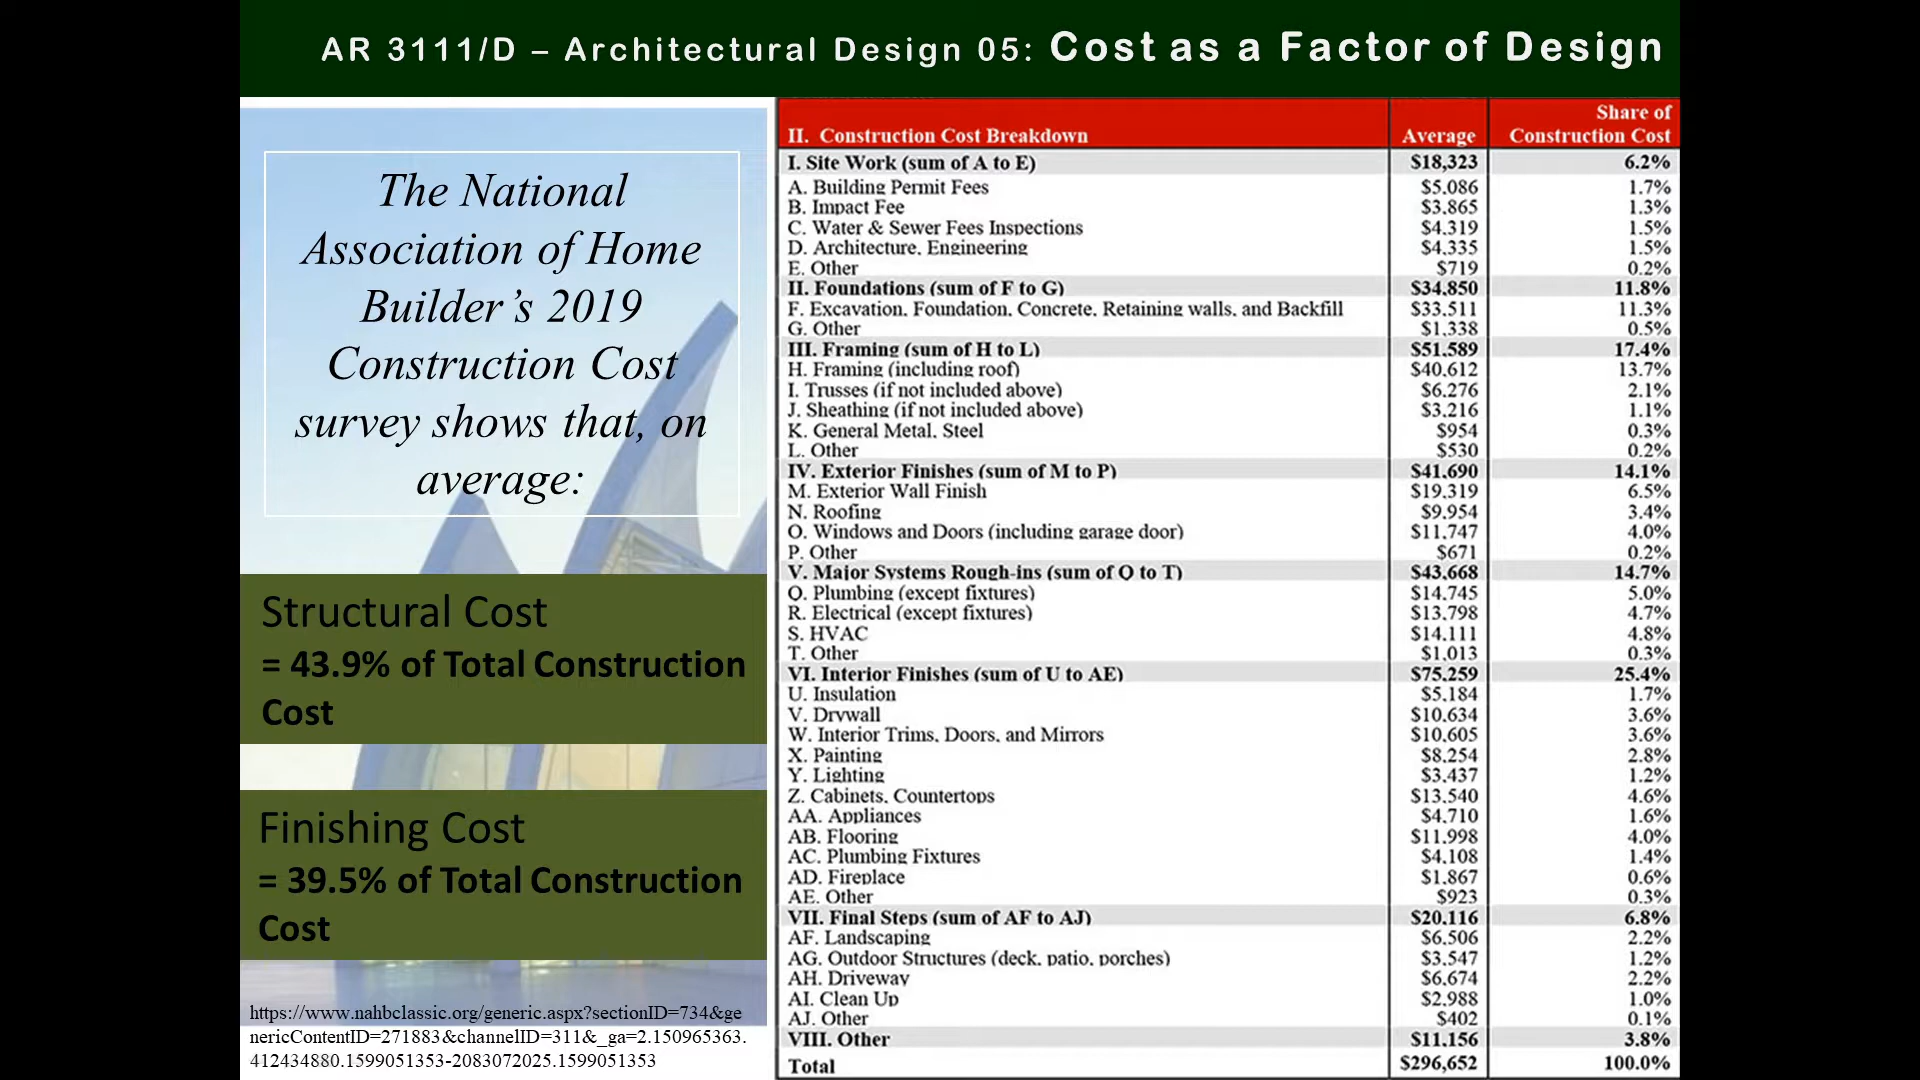 AR 3111/D – Architectural Design 05: Cost as a Factor of Design
The National
Association of Home
Builder’s 2019
Construction Cost
survey shows that, on
average:
Structural Cost
= 43.9% of Total Construction
Cost
Finishing Cost
= 39.5% of Total Construction
Cost
https://www.nahbclassic.org/generic.aspx?sectionID=734&ge
nericContentID=271883&channelID=311&_ga=2.150965363.
412434880.1599051353-2083072025.1599051353
II. Construction Cost Breakdown Average Share of Construction Cost
I. Site Work (sum of A to E) $18,323 6.2%
A. Building Permit Fees $5,086 1.7%
B. Impact Fee $3,865 1.3%
C. Water & Sewer Fees Inspections $4,319 1.5%
D. Architecture, Engineering $4,335 1.5%
E. Other $719 0.2%
II. Foundations (sum of F to G) $34,850 11.8%
F. Excavation, Foundation, Concrete, Retaining walls, and Backfill $33,511 11.3%
G. Other $1,338 0.5%
III. Framing (sum of H to L) $51,589 17.4%
H. Framing (including roof) $40,612 13.7%
I. Trusses (if not included above) $6,276 2.1%
J. Sheathing (if not included above) $3,216 1.1%
K. General Metal, Steel $954 0.3%
L. Other $530 0.2%
IV. Exterior Finishes (sum of M to P) $41,690 14.1%
M. Exterior Wall Finish $19,319 6.5%
N. Roofing $9,954 3.4%
O. Windows and Doors (including garage door) $11,747 4.0%
P. Other $671 0.2%
V. Major Systems Rough-ins (sum of Q to T) $43,668 14.7%
Q. Plumbing (except fixtures) $14,745 5.0%
R. Electrical (except fixtures) $13,798 4.7%
S. HVAC $14,111 4.8%
T. Other $1,013 0.3%
VI. Interior Finishes (sum of U to AE) $75,259 25.4%
U. Insulation $5,184 1.7%
V. Drywall $10,634 3.6%
W. Interior Trims, Doors, and Mirrors $10,605 3.6%
X. Painting $8,254 2.8%
Y. Lighting $3,437 1.2%
Z. Cabinets, Countertops $13,540 4.6%
AA. Appliances $4,710 1.6%
AB. Flooring $11,998 4.0%
AC. Plumbing Fixtures $4,108 1.4%
AD. Fireplace $1,867 0.6%
AE. Other $923 0.3%
VII. Final Steps (sum of AF to AJ) $20,116 6.8%
AF. Landscaping $6,506 2.2%
AG. Outdoor Structures (deck, patio, porches) $3,547 1.2%
AH. Driveway $6,674 2.2%
AI. Clean Up $2,988 1.0%
AJ. Other $402 0.1%
VIII. Other $11,156 3.8%
Total $296,652 100.0%